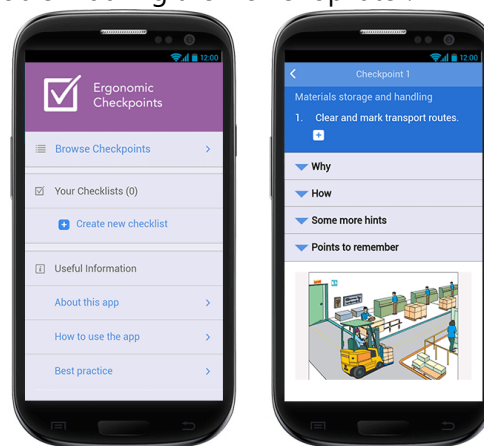 12:00
Ergonomic
Checkpoints
Browse Checkpoints
Your Checklists (0)
Create new checklist
Useful Information
About this app
How to use the app
Best practice
12:00
Checkpoint 1
Materials storage and handling
1. Clear and mark transport routes.
Why
How
Some more hints
Points to remember